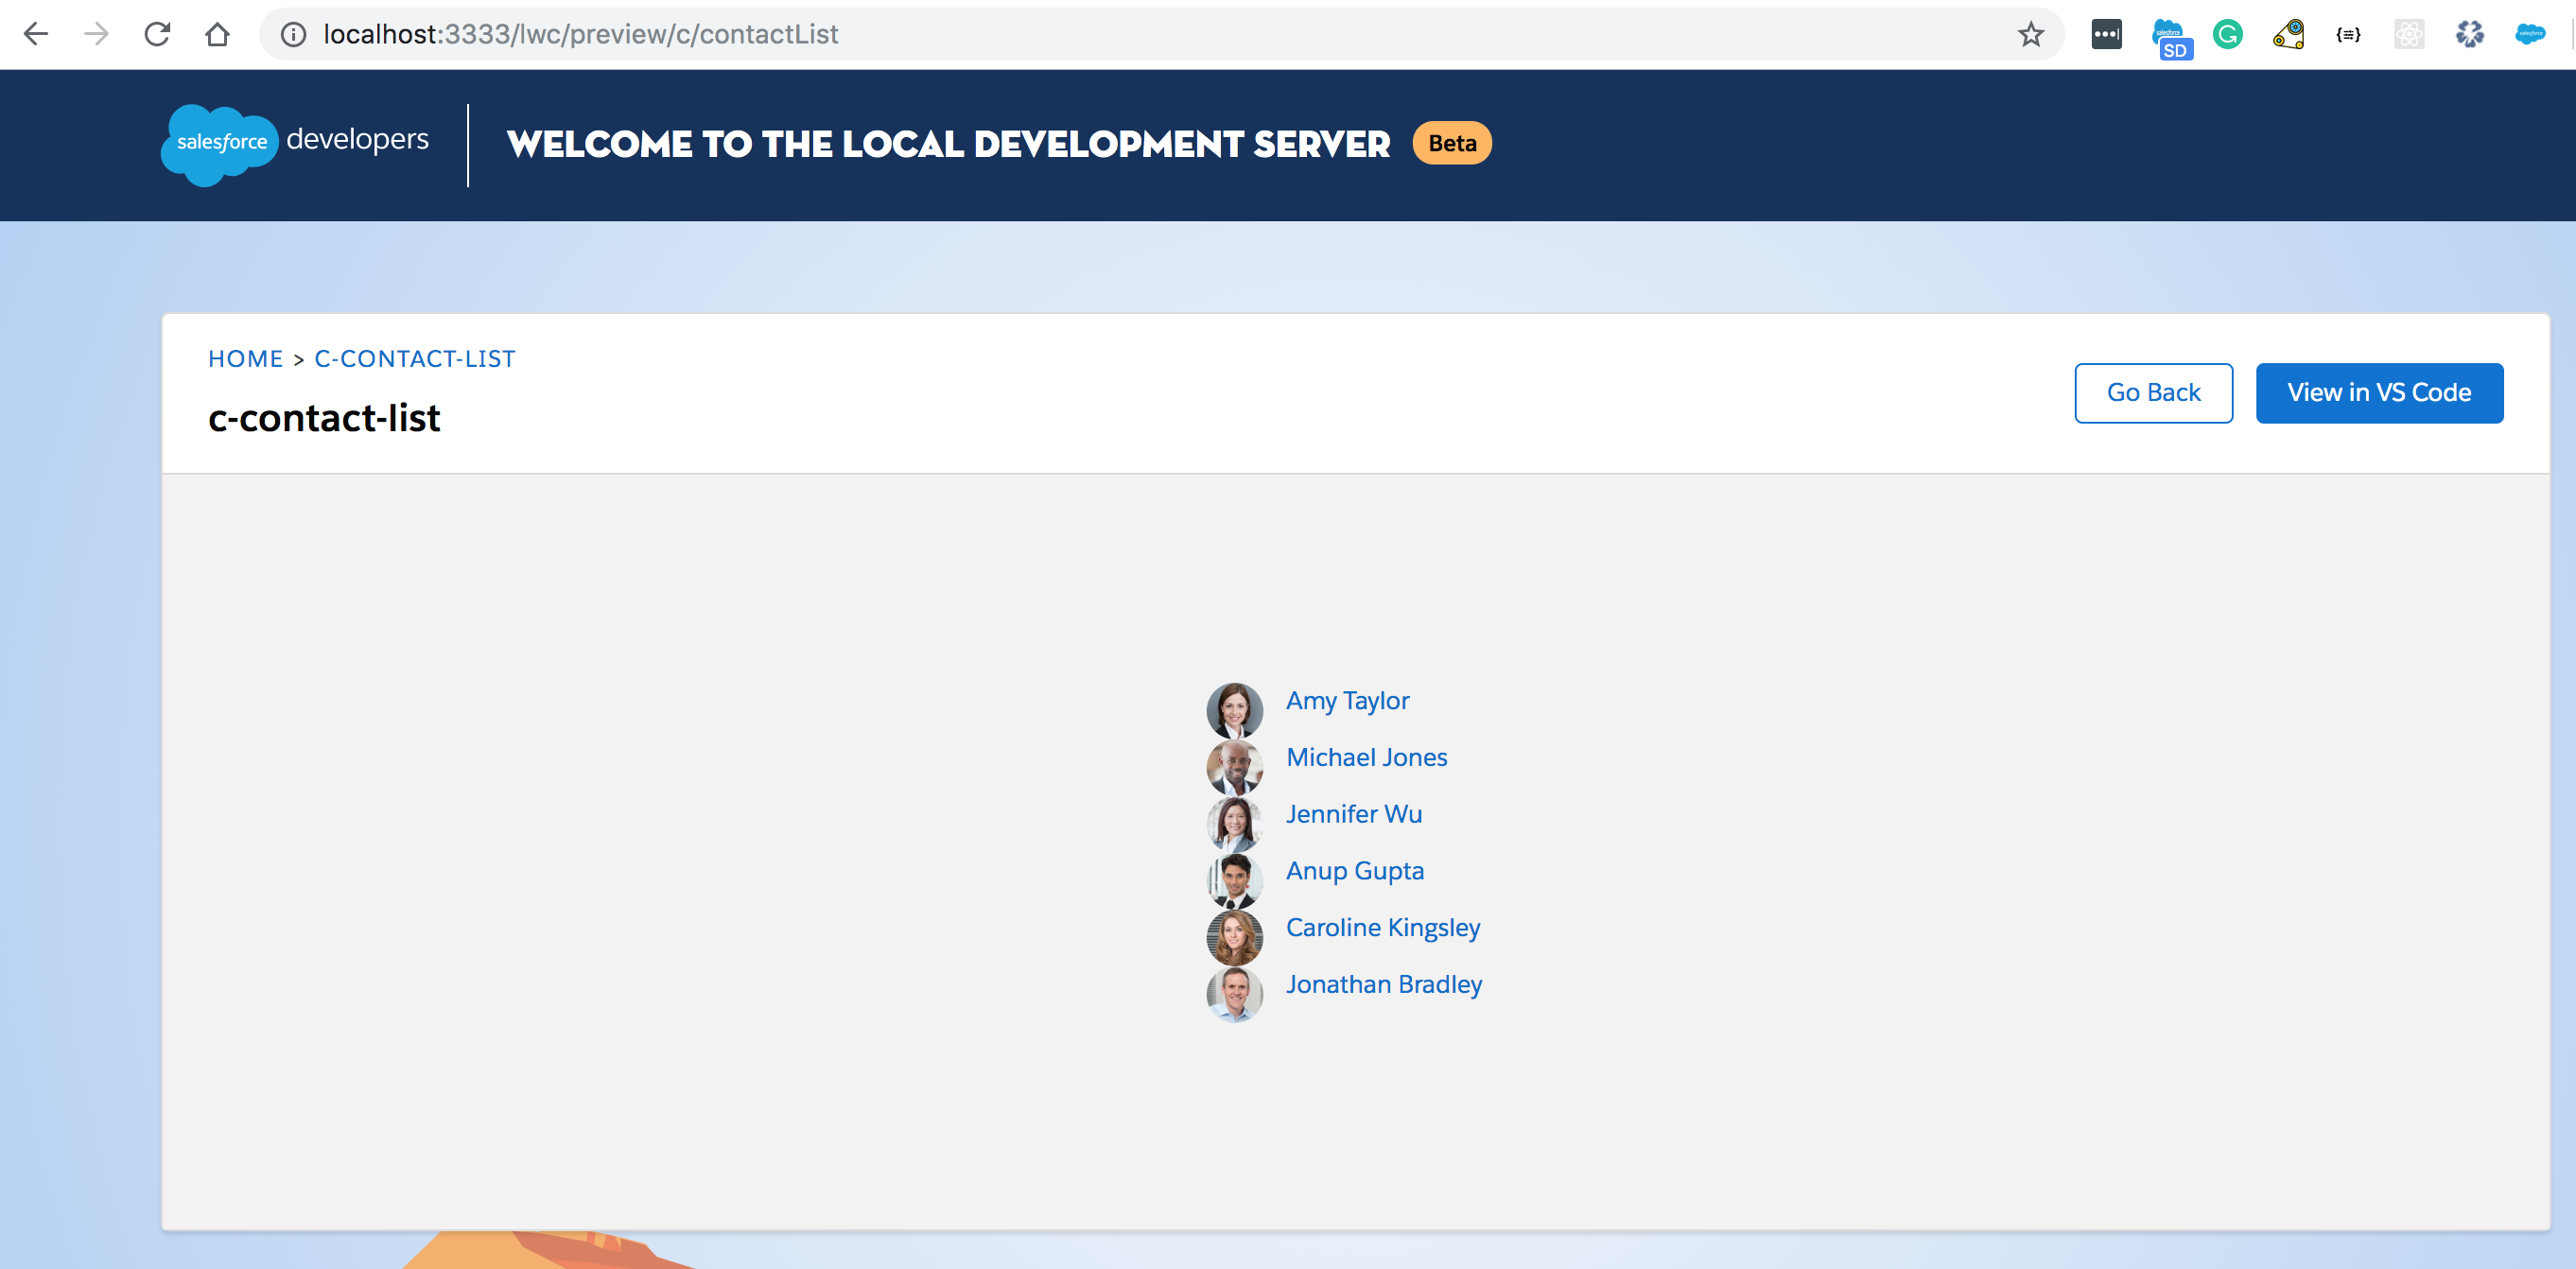 localhost:3333/lwc/preview/c/contactList
SD
salesforce developers
WELCOME TO THE LOCAL DEVELOPMENT SERVER Beta
HOME > C-CONTACT-LIST
c-contact-list
Go Back
View in VS Code
Amy Taylor
Michael Jones
Jennifer Wu
Anup Gupta
Caroline Kingsley
Jonathan Bradley